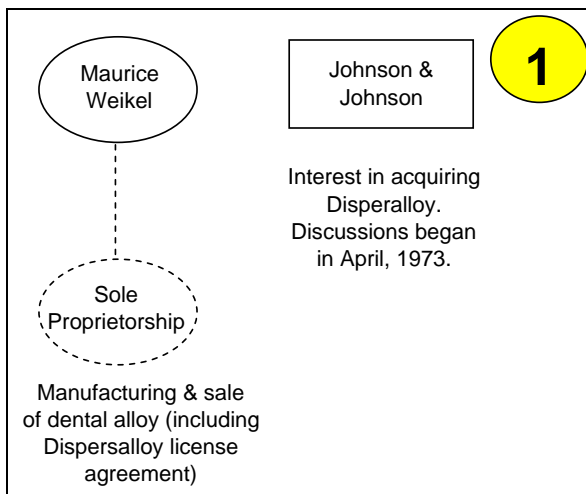 Maurice
Weikel
Johnson &
Johnson
1
Interest in acquiring
Disperalloy.
Discussions began
in April, 1973.
Sole
Proprietorship
Manufacturing & sale
of dental alloy (including
Dispersalloy license
agreement)